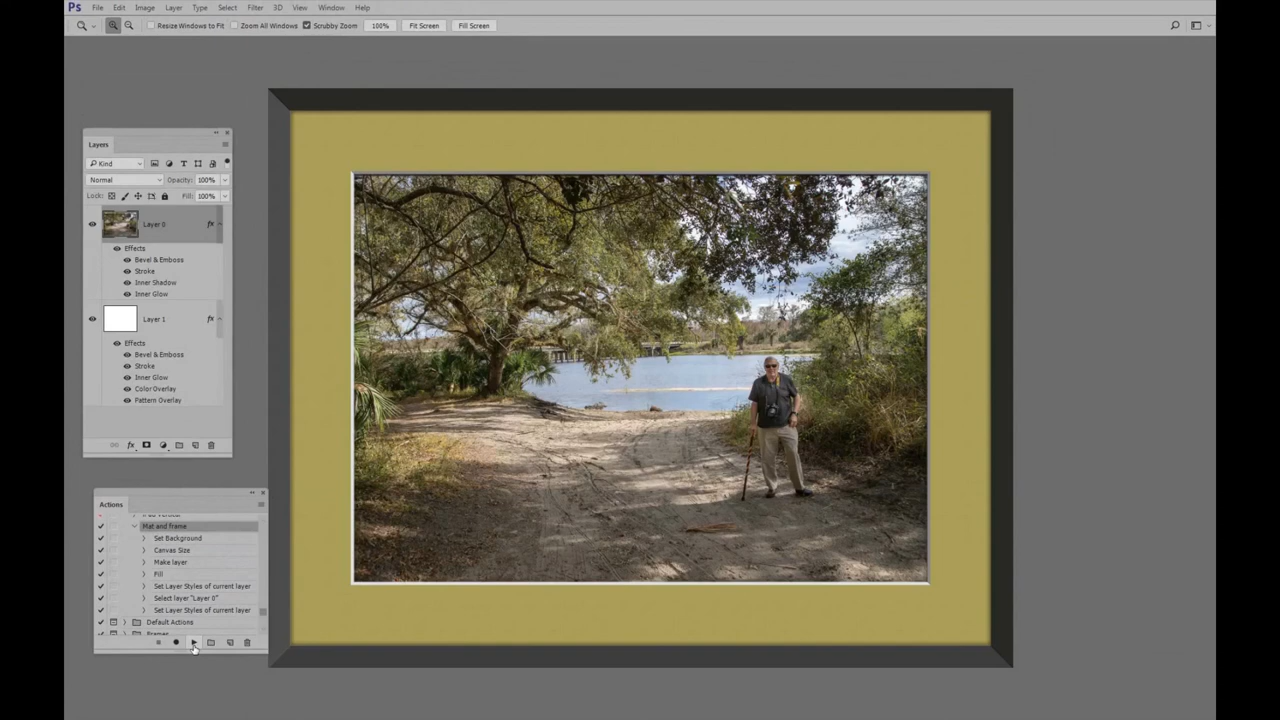 Ps File Edit Image Layer Type Select Filter 3D View Window Help
Resize Windows to Fit Zoom All Windows Scrubby Zoom 100% Fit Screen Fill Screen
Layers
Kind
Normal Opacity: 100%
Lock: Fill: 100%
Layer 0 fx
Effects
Bevel & Emboss
Stroke
Inner Shadow
Inner Glow
Layer 1 fx
Effects
Bevel & Emboss
Stroke
Inner Glow
Color Overlay
Pattern Overlay
fx
Actions
Mat and frame
Set Background
Canvas Size
Make layer
Fill
Set Layer Styles of current layer
Select layer "Layer 0"
Set Layer Styles of current layer
Default Actions
Frames